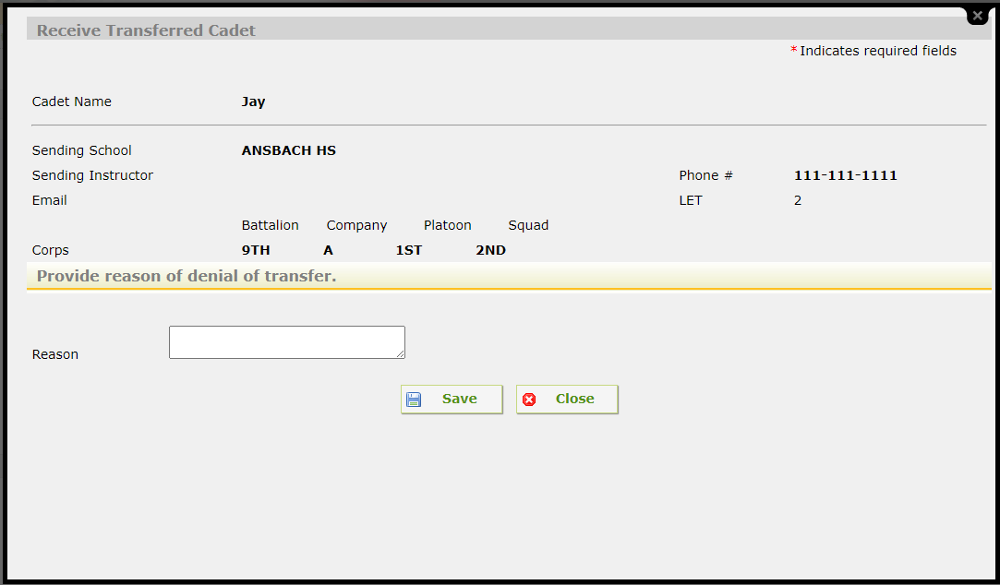 Receive Transferred Cadet
* Indicates required fields
Cadet Name Jay
Sending School ANSBACH HS
Sending Instructor Phone # 111-111-1111
Email LET 2
Battalion Company Platoon Squad
Corps 9TH A 1ST 2ND
Provide reason of denial of transfer.
Reason
Save Close